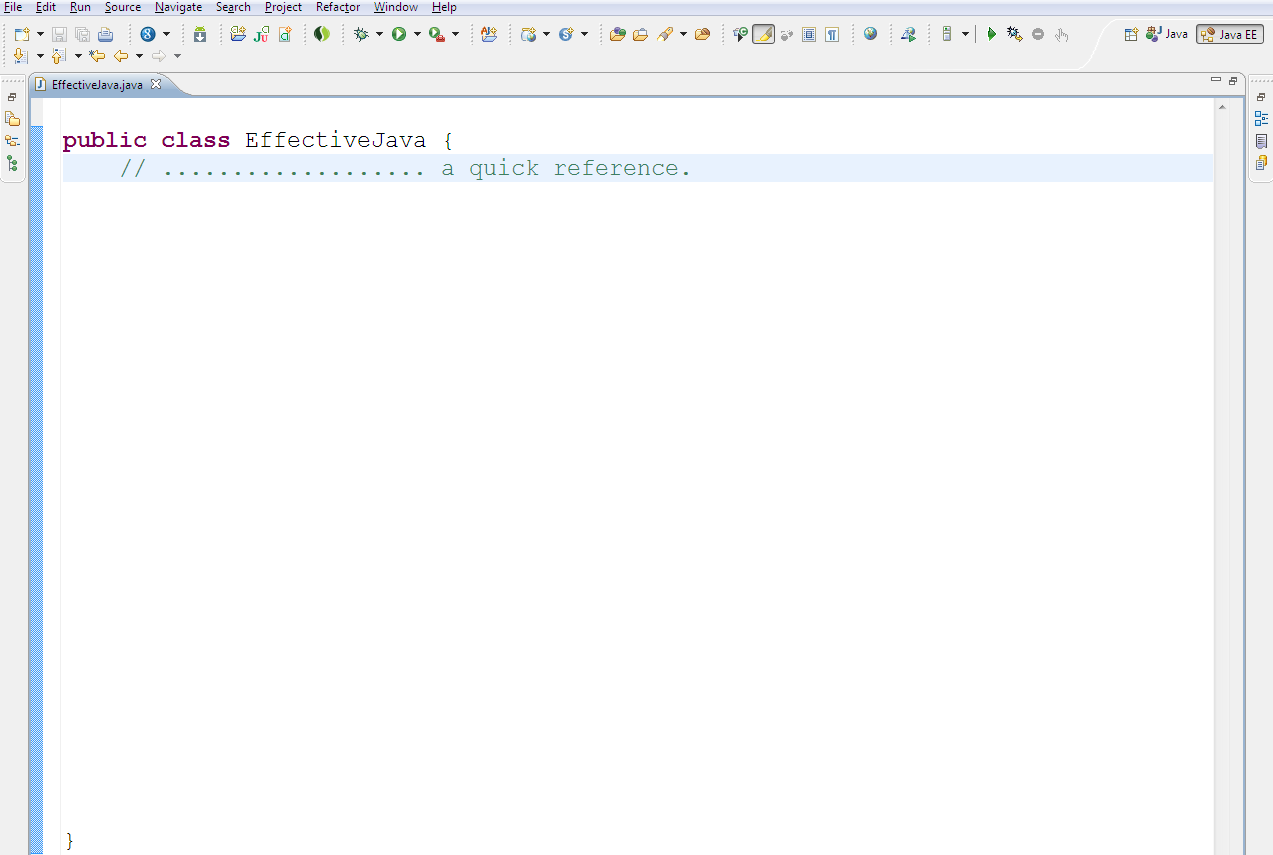 File Edit Run Source Navigate Search Project Refactor Window Help
Java Java EE
EffectiveJava.java
public class EffectiveJava {
// ................... a quick reference.
}